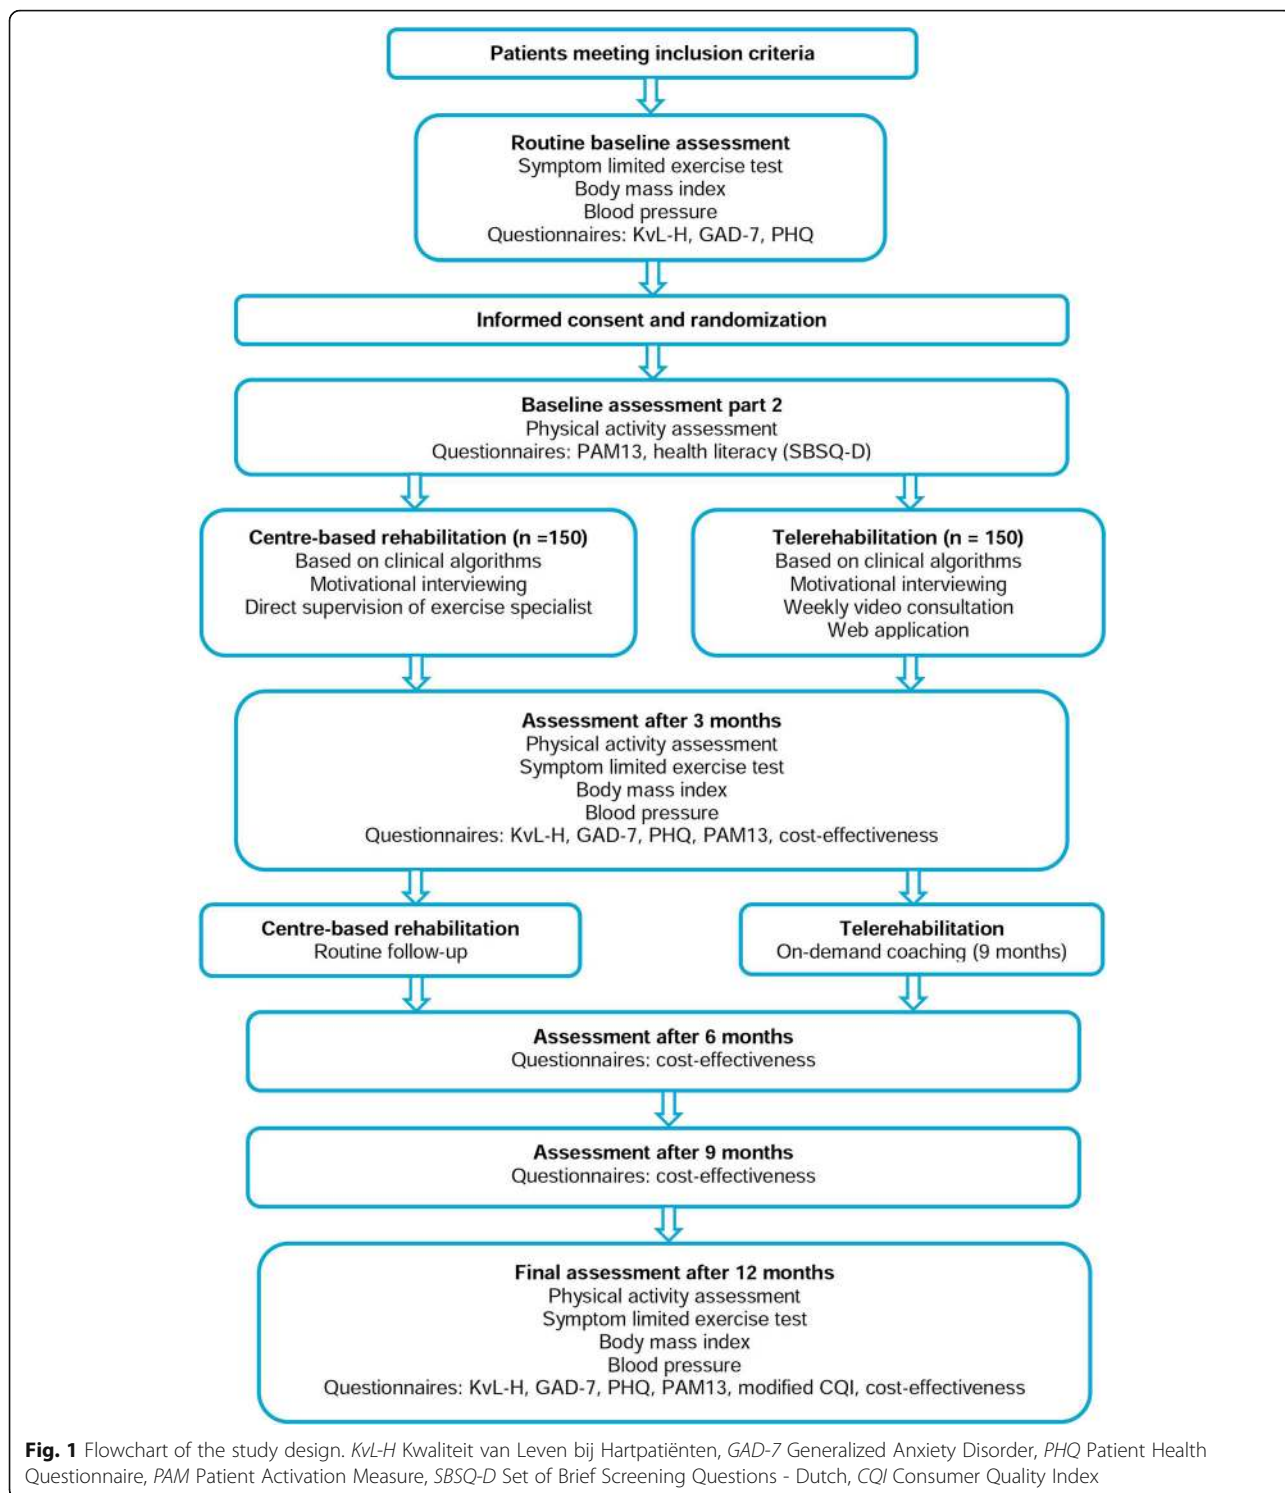 Patients meeting inclusion criteria
Routine baseline assessment
Symptom limited exercise test
Body mass index
Blood pressure
Questionnaires: KvL-H, GAD-7, PHQ
Informed consent and randomization
Baseline assessment part 2
Physical activity assessment
Questionnaires: PAM13, health literacy (SBSQ-D)
Centre-based rehabilitation (n =150)
Based on clinical algorithms
Motivational interviewing
Direct supervision of exercise specialist
Telerehabilitation (n = 150)
Based on clinical algorithms
Motivational interviewing
Weekly video consultation
Web application
Assessment after 3 months
Physical activity assessment
Symptom limited exercise test
Body mass index
Blood pressure
Questionnaires: KvL-H, GAD-7, PHQ, PAM13, cost-effectiveness
Centre-based rehabilitation
Routine follow-up
Telerehabilitation
On-demand coaching (9 months)
Assessment after 6 months
Questionnaires: cost-effectiveness
Assessment after 9 months
Questionnaires: cost-effectiveness
Final assessment after 12 months
Physical activity assessment
Symptom limited exercise test
Body mass index
Blood pressure
Questionnaires: KvL-H, GAD-7, PHQ, PAM13, modified CQI, cost-effectiveness
Fig. 1 Flowchart of the study design. KvL-H Kwaliteit van Leven bij Hartpatiënten, GAD-7 Generalized Anxiety Disorder, PHQ Patient Health
Questionnaire, PAM Patient Activation Measure, SBSQ-D Set of Brief Screening Questions - Dutch, CQI Consumer Quality Index